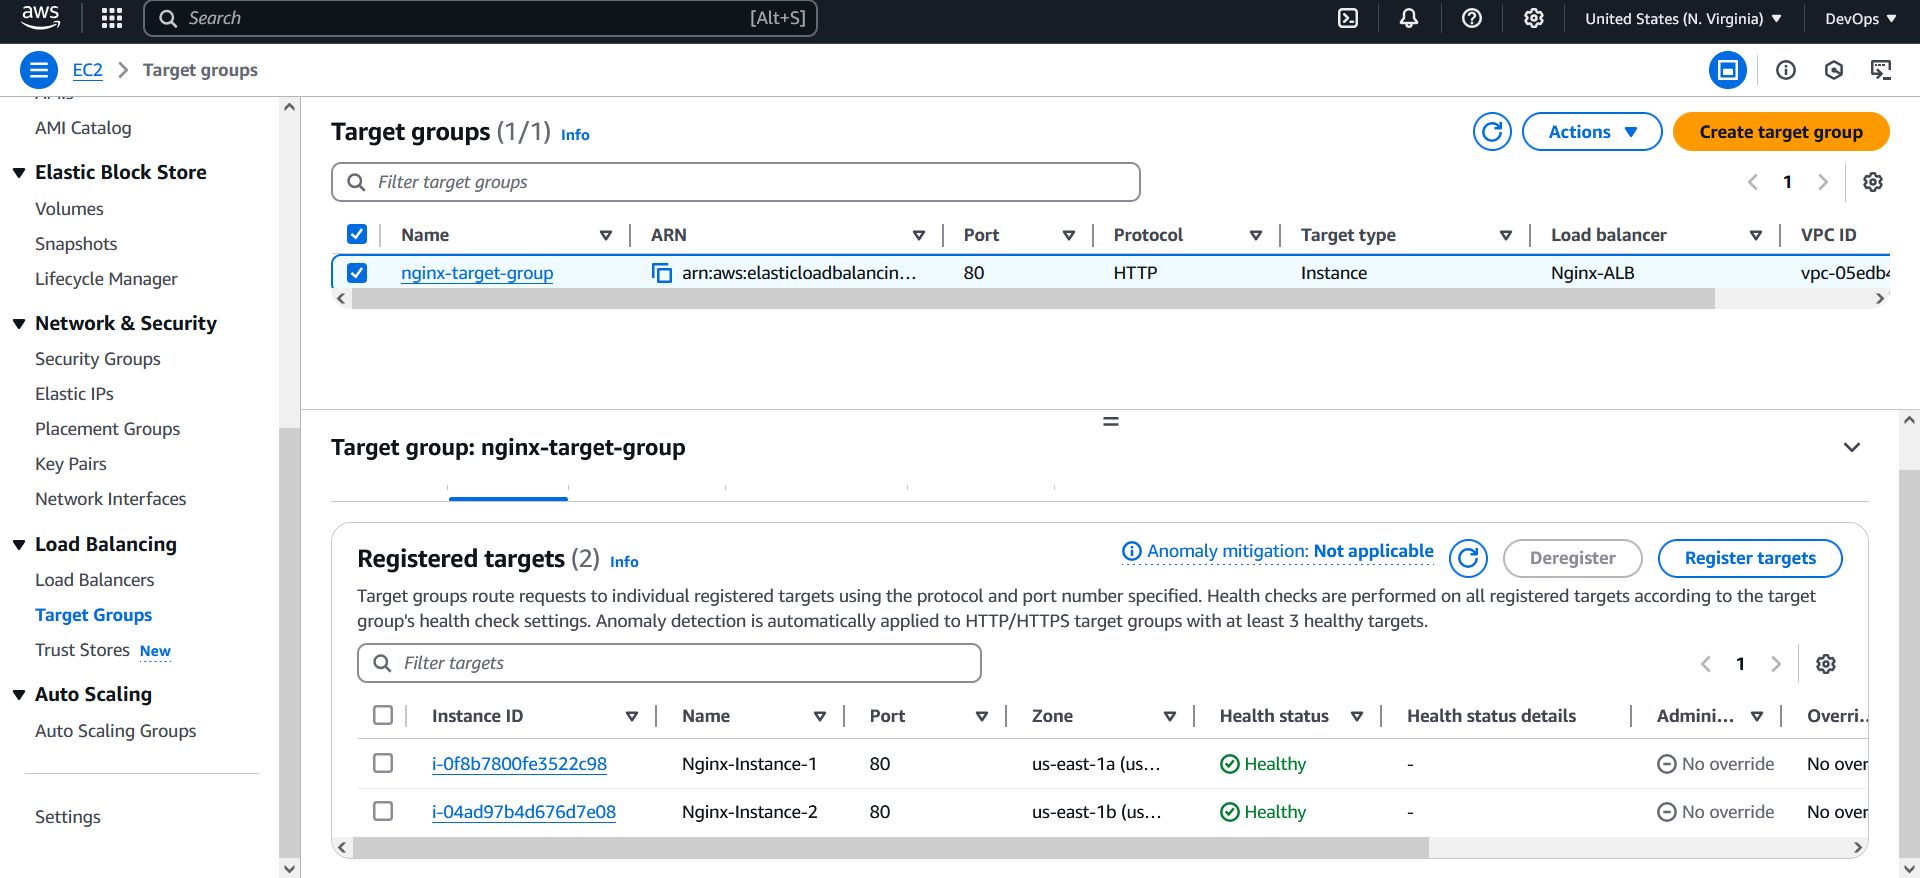 aws
Search
[Alt+S]
United States (N. Virginia)
DevOps
EC2
Target groups
AMI Catalog
Elastic Block Store
Volumes
Snapshots
Lifecycle Manager
Network & Security
Security Groups
Elastic IPs
Placement Groups
Key Pairs
Network Interfaces
Load Balancing
Load Balancers
Target Groups
Trust Stores New
Auto Scaling
Auto Scaling Groups
Settings
Target groups (1/1) Info
Actions
Create target group
Filter target groups
1
Name ARN Port Protocol Target type Load balancer VPC ID
nginx-target-group arn:aws:elasticloadbalancin... 80 HTTP Instance Nginx-ALB vpc-05edb4
Target group: nginx-target-group
Registered targets (2) Info
Anomaly mitigation: Not applicable
Deregister
Register targets
Target groups route requests to individual registered targets using the protocol and port number specified. Health checks are performed on all registered targets according to the target
group's health check settings. Anomaly detection is automatically applied to HTTP/HTTPS target groups with at least 3 healthy targets.
Filter targets
1
Instance ID Name Port Zone Health status Health status details Admini... Overri..
i-0f8b7800fe3522c98 Nginx-Instance-1 80 us-east-1a (us... Healthy - No override No over
i-04ad97b4d676d7e08 Nginx-Instance-2 80 us-east-1b (us... Healthy - No override No over